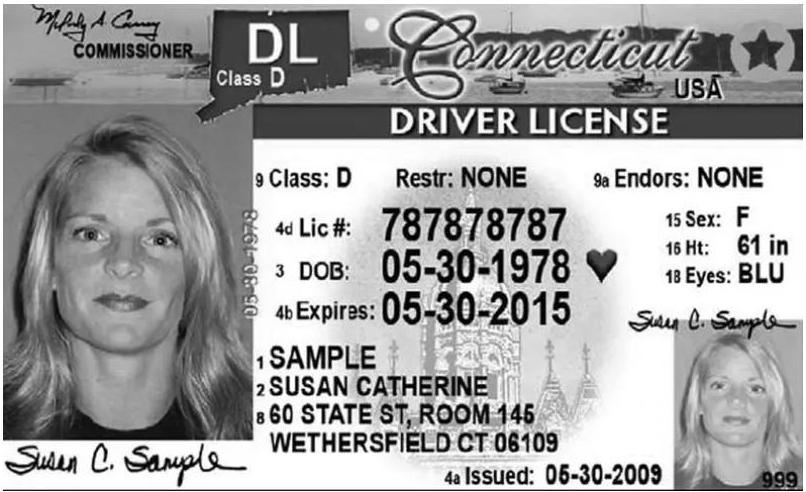 COMMISSIONER
DL
Class D
Connecticut
USA
DRIVER LICENSE
9 Class: D Restr: NONE 9a Endors: NONE
4d Lic #: 787878787
15 Sex: F
16 Ht: 61 in
18 Eyes: BLU
3 DOB: 05-30-1978
4b Expires: 05-30-2015
05-30-1978
1 SAMPLE
2 SUSAN CATHERINE
8 60 STATE ST, ROOM 145
WETHERSFIELD CT 06109
4a Issued: 05-30-2009
Susan C. Sample
Susan C. Sample
999